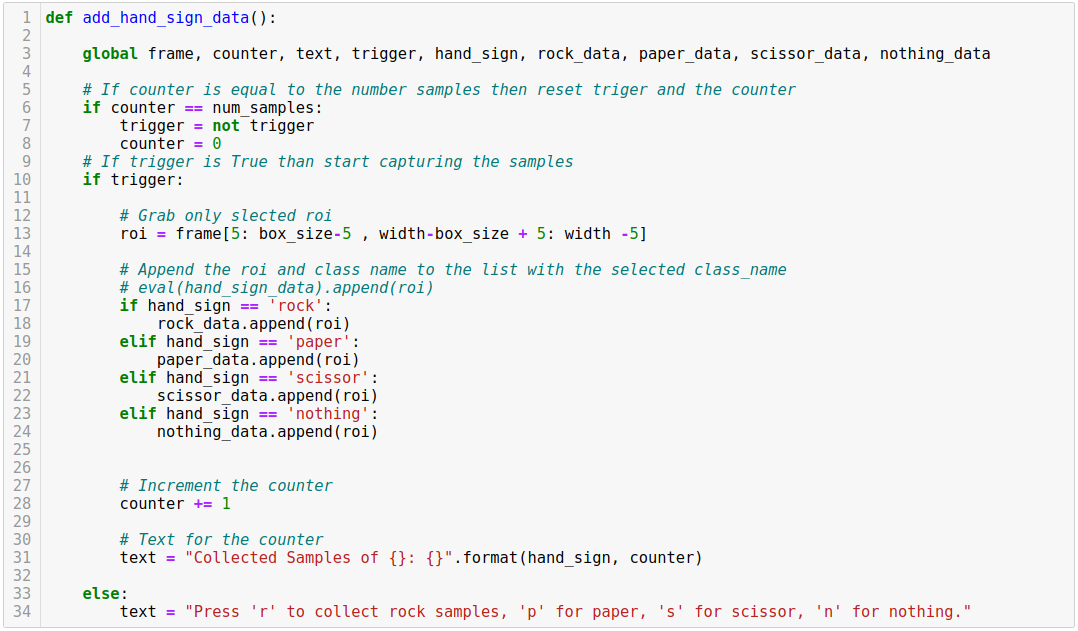 1 def add_hand_sign_data():
2
3     global frame, counter, text, trigger, hand_sign, rock_data, paper_data, scissor_data, nothing_data
4
5     # If counter is equal to the number samples then reset triger and the counter
6     if counter == num_samples:
7         trigger = not trigger
8         counter = 0
9     # If trigger is True than start capturing the samples
10     if trigger:
11
12         # Grab only slected roi
13         roi = frame[5: box_size-5 , width-box_size + 5: width -5]
14
15         # Append the roi and class name to the list with the selected class_name
16         # eval(hand_sign_data).append(roi)
17         if hand_sign == 'rock':
18             rock_data.append(roi)
19         elif hand_sign == 'paper':
20             paper_data.append(roi)
21         elif hand_sign == 'scissor':
22             scissor_data.append(roi)
23         elif hand_sign == 'nothing':
24             nothing_data.append(roi)
25
26
27         # Increment the counter
28         counter += 1
29
30         # Text for the counter
31         text = "Collected Samples of {}: {}".format(hand_sign, counter)
32
33     else:
34         text = "Press 'r' to collect rock samples, 'p' for paper, 's' for scissor, 'n' for nothing."